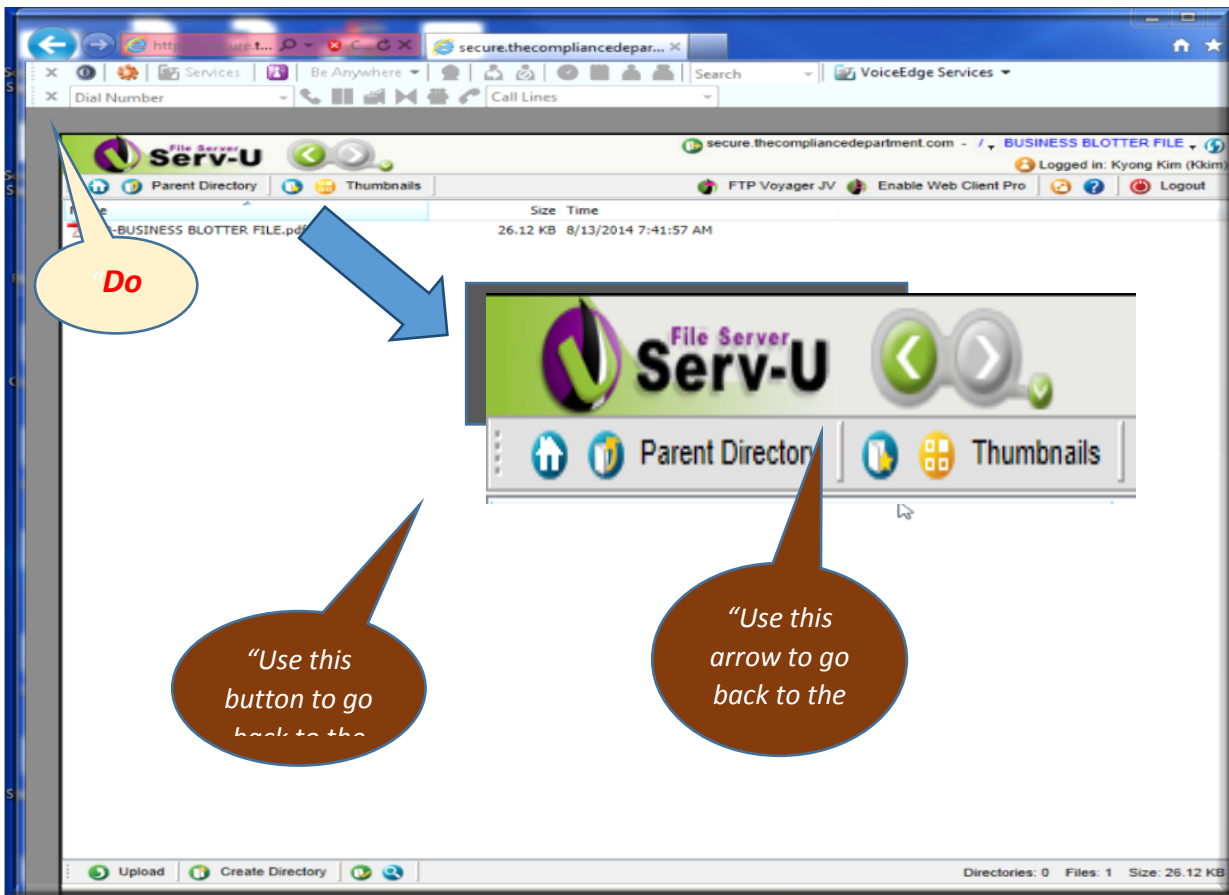 secure.thecompliancedepar...
Services
Be Anywhere
Search
VoiceEdge Services
Dial Number
Call Lines
File Server
Serv-U
secure.thecompliancedepartment.com - / BUSINESS BLOTTER FILE
Logged in: Kyong Kim (Kkim)
Parent Directory
Thumbnails
FTP Voyager JV
Enable Web Client Pro
Logout
Size Time
-BUSINESS BLOTTER FILE.pdf 26.12 KB 8/13/2014 7:41:57 AM
“Do
File Server
Serv-U
Parent Directory
Thumbnails
“Use this
button to go
back to the
“Use this
arrow to go
back to the
Upload
Create Directory
Directories: 0 Files: 1 Size: 26.12 KB